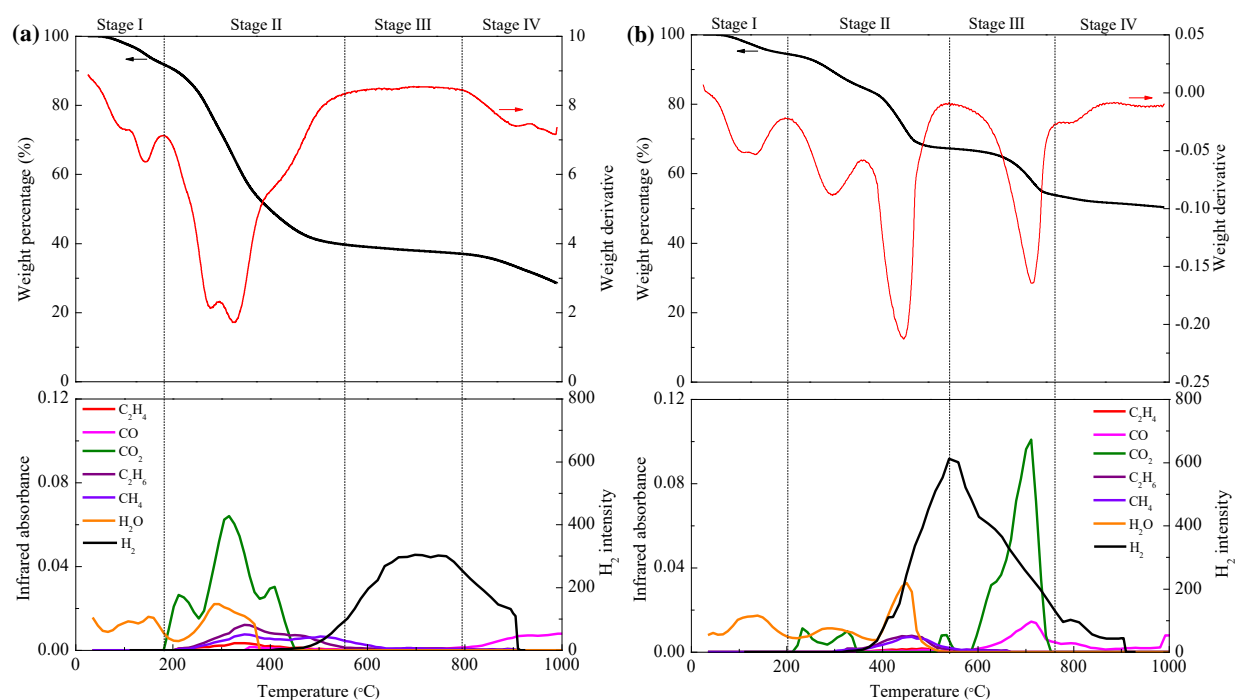 (a)
Stage I
Stage II
Stage III
Stage IV
100
80
60
40
20
0
Weight percentage (%)
10
8
6
4
2
0
Weight derivative
0.12
0.08
0.04
0.00
Infrared absorbance
C₂H₄
CO
CO₂
C₂H₆
CH₄
H₂O
H₂
800
600
400
200
0
H₂ intensity
0
200
400
600
800
1000
Temperature (°C)
(b)
Stage I
Stage II
Stage III
Stage IV
100
80
60
40
20
0
Weight percentage (%)
0.05
0.00
-0.05
-0.10
-0.15
-0.20
-0.25
Weight derivative
0.12
0.08
0.04
0.00
Infrared absorbance
C₂H₄
CO
CO₂
C₂H₆
CH₄
H₂O
H₂
800
600
400
200
0
H₂ intensity
0
200
400
600
800
1000
Temperature (°C)